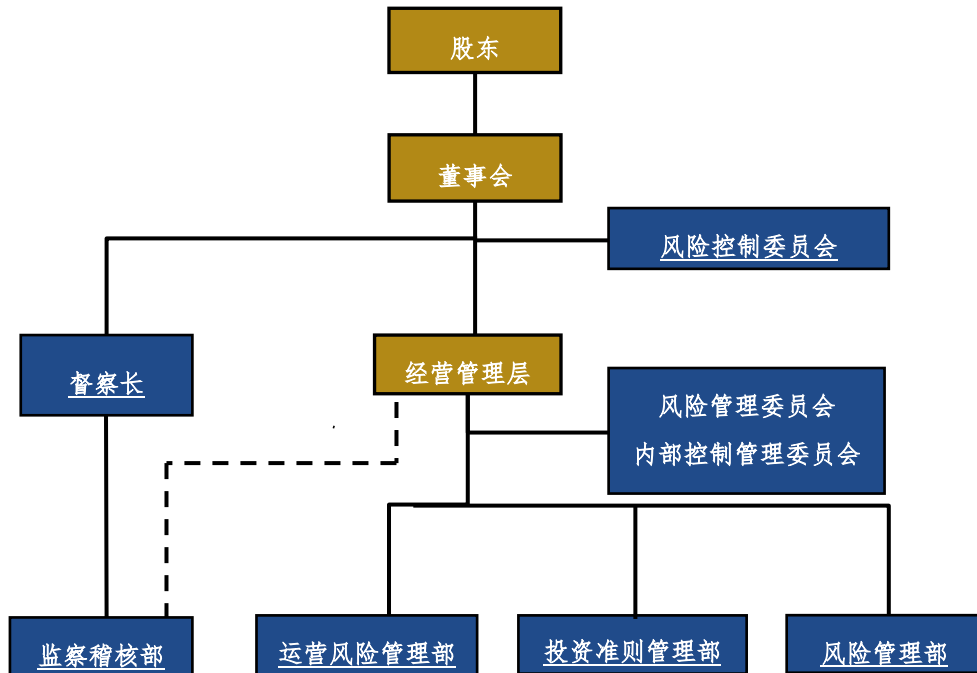 股东
董事会
风险控制委员会
督察长
经营管理层
风险管理委员会
内部控制管理委员会
监察稽核部
运营风险管理部
投资准则管理部
风险管理部